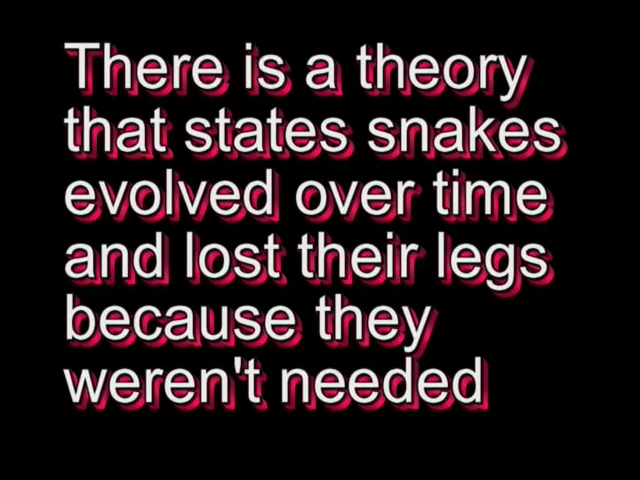 There is a theory
that states snakes
evolved over time
and lost their legs
because they
weren't needed